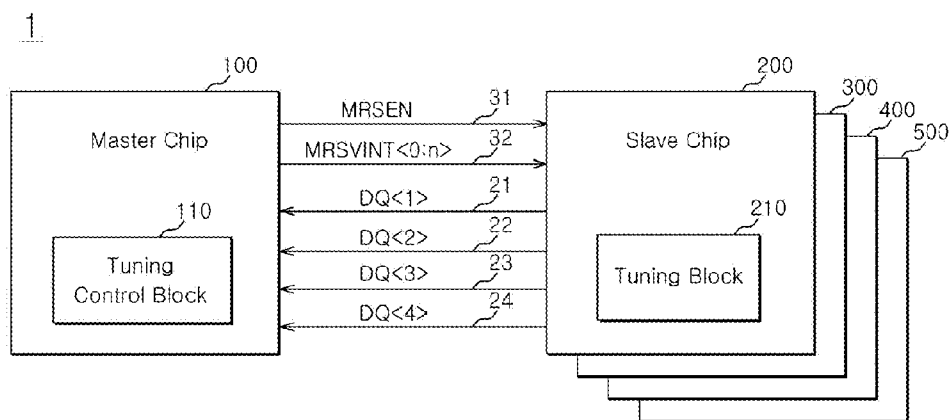 1
100
Master Chip
110
Tuning
Control Block
MRSEN
31
MRSVINT<0:n>
32
DQ<1>
21
DQ<2>
22
DQ<3>
23
DQ<4>
24
200
300
400
500
Slave Chip
210
Tuning Block